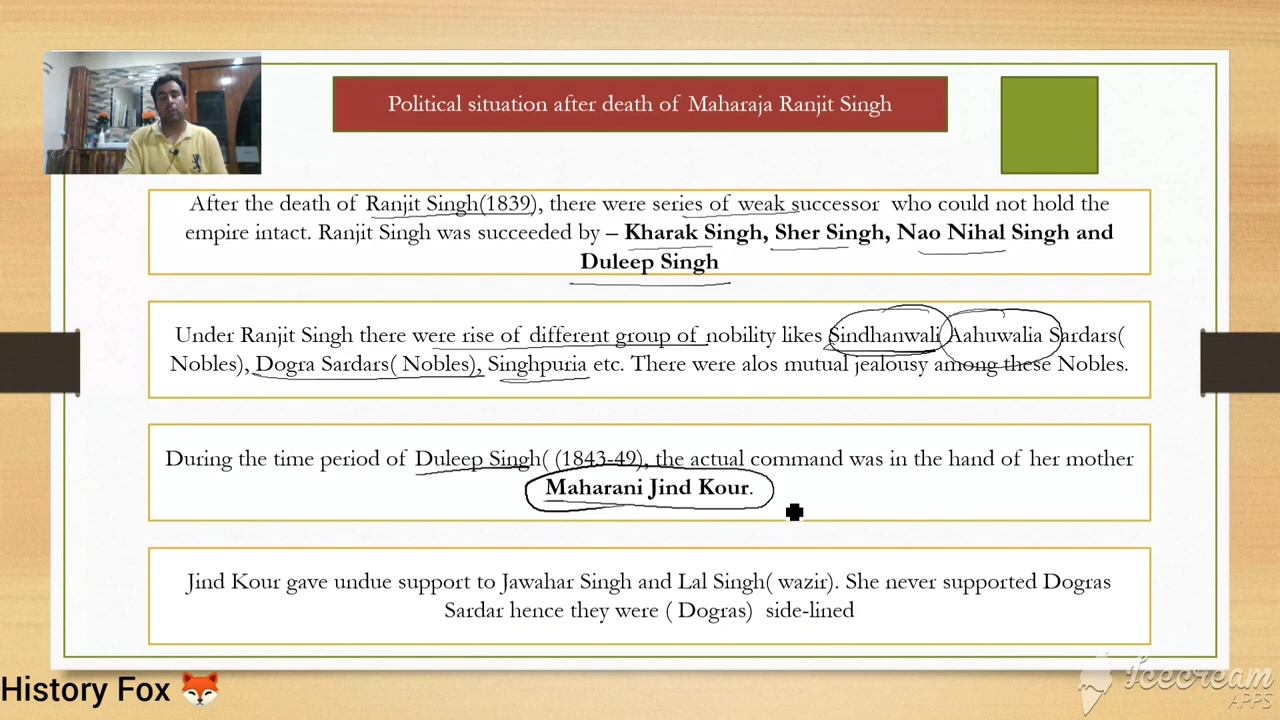 Political situation after death of Maharaja Ranjit Singh
After the death of Ranjit Singh(1839), there were series of weak successor who could not hold the
empire intact. Ranjit Singh was succeeded by – Kharak Singh, Sher Singh, Nao Nihal Singh and
Duleep Singh
Under Ranjit Singh there were rise of different group of nobility likes Sindhanwali Aahuwalia Sardars(
Nobles), Dogra Sardars( Nobles), Singhpuria etc. There were alos mutual jealousy among these Nobles.
During the time period of Duleep Singh( (1843-49), the actual command was in the hand of her mother
Maharani Jind Kour.
Jind Kour gave undue support to Jawahar Singh and Lal Singh( wazir). She never supported Dogras
Sardar hence they were ( Dogras) side-lined
History Fox
Icecream
APPS